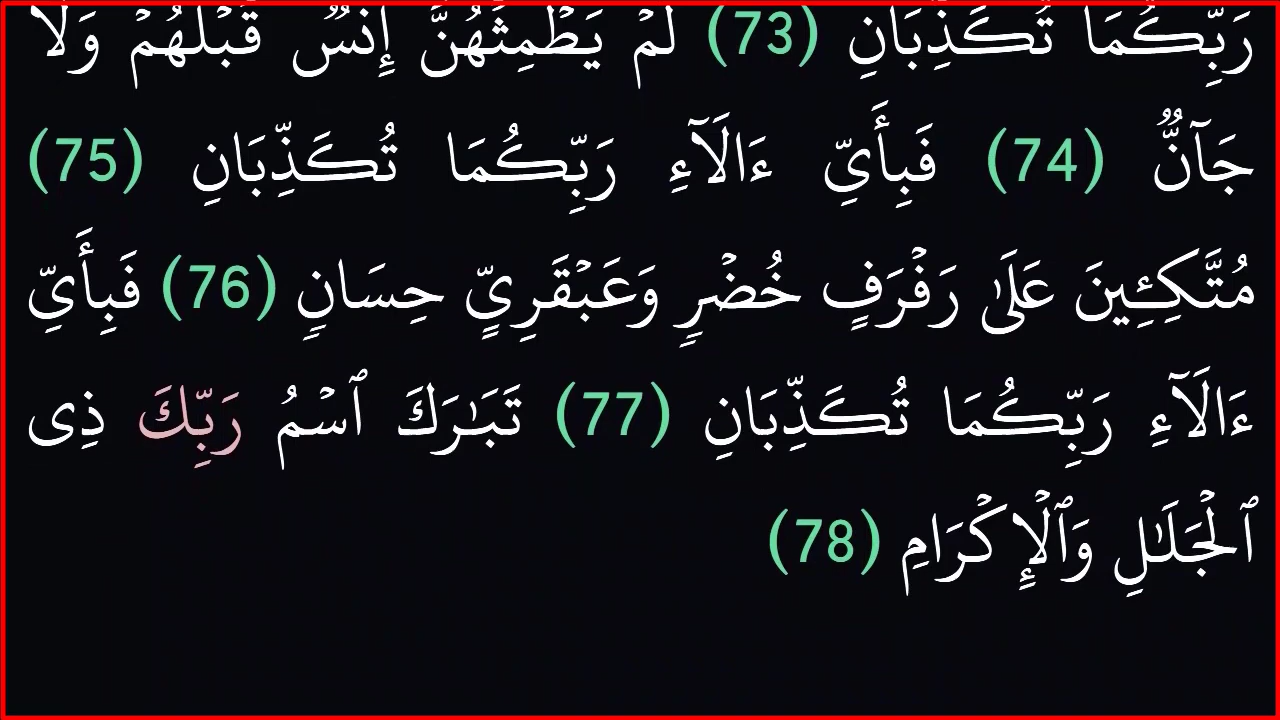 رَبِّكُمَا تُكَذِّبَانِ (73) لَمْ يَطْمِثْهُنَّ إِنسٌ قَبْلَهُمْ وَلَا
جَآنٌّ (74) فَبِأَىِّ ءَالَآءِ رَبِّكُمَا تُكَذِّبَانِ (75)
مُتَّكِـِٔينَ عَلَىٰ رَفْرَفٍ خُضْرٍ وَعَبْقَرِىٍّ حِسَانٍ (76) فَبِأَىِّ
ءَالَآءِ رَبِّكُمَا تُكَذِّبَانِ (77) تَبَـٰرَكَ ٱسْمُ رَبِّكَ ذِى
ٱلْجَلَـٰلِ وَٱلْإِكْرَامِ (78)